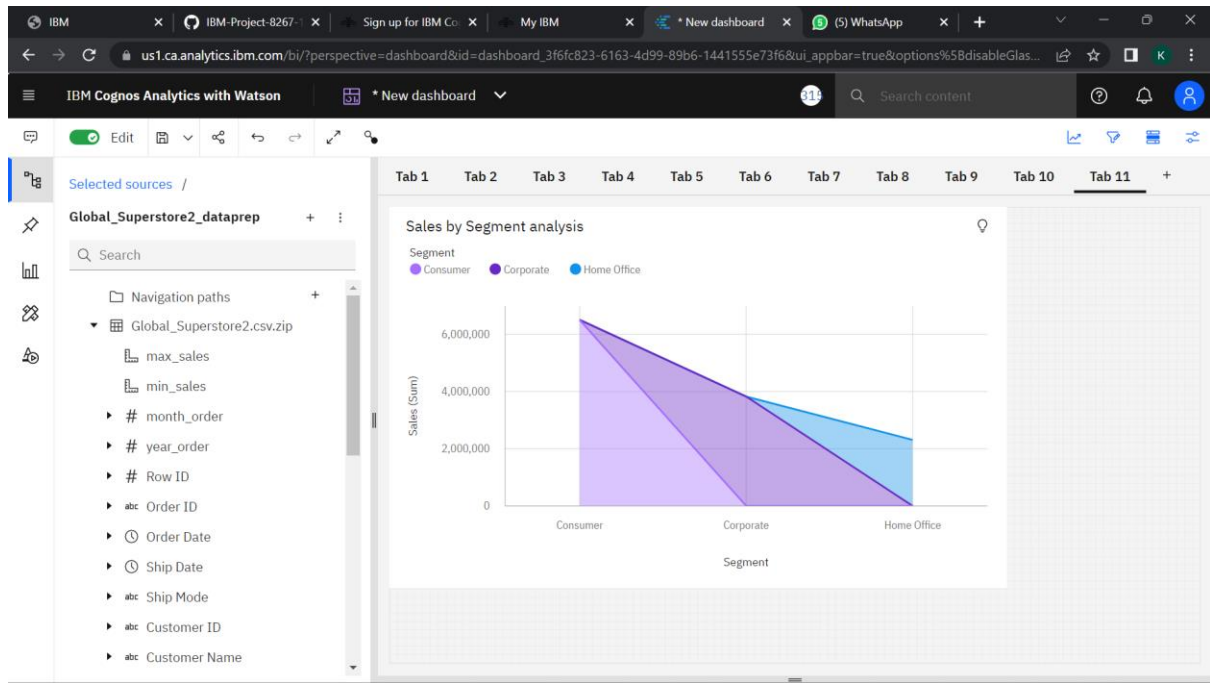 IBM
IBM-Project-8267-1
Sign up for IBM Co
My IBM
* New dashboard
(5) WhatsApp
us1.ca.analytics.ibm.com/bi/?perspective=dashboard&id=dashboard_3f6fc823-6163-4d99-89b6-1441555e73f6&ui_appbar=true&options%5BdisableGlas...
K
IBM Cognos Analytics with Watson
* New dashboard
Search content
Edit
Tab 1 Tab 2 Tab 3 Tab 4 Tab 5 Tab 6 Tab 7 Tab 8 Tab 9 Tab 10 Tab 11 +
Selected sources /
Global_Superstore2_dataprep
Search
Navigation paths
Global_Superstore2.csv.zip
max_sales
min_sales
# month_order
# year_order
# Row ID
abc Order ID
Order Date
Ship Date
abc Ship Mode
abc Customer ID
abc Customer Name
Sales by Segment analysis
Segment
Consumer Corporate Home Office
Sales (Sum)
6,000,000
4,000,000
2,000,000
0
Consumer Corporate Home Office
Segment